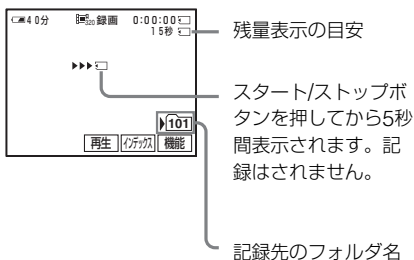 40分 320 録画 0:00:00
15秒
残量表示の目安
スタート/ストップボ
タンを押してから5秒
間表示されます。記
録はされません。
101
再生 インデックス 機能
記録先のフォルダ名